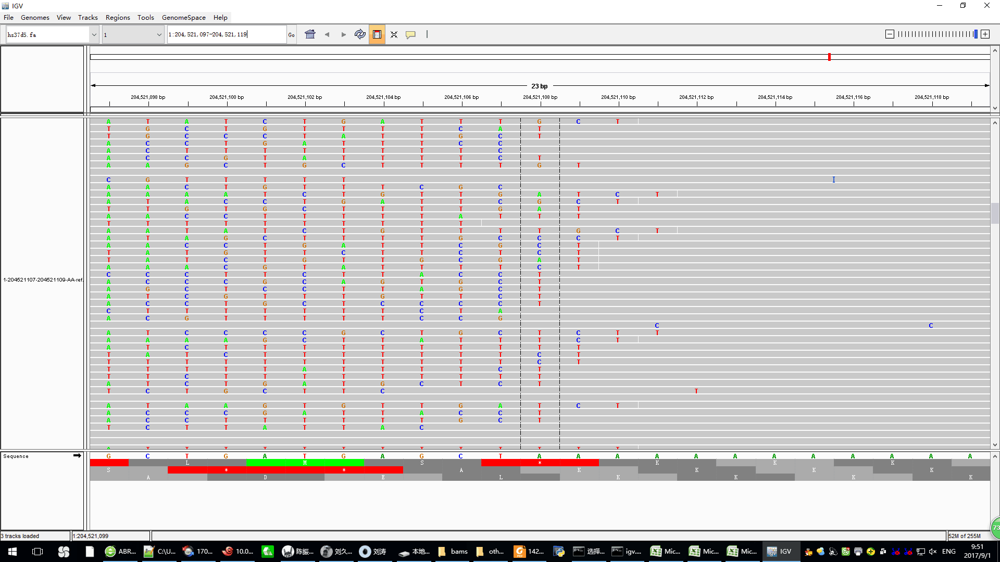 IGV
File Genomes View Tracks Regions Tools GenomeSpace Help
hs37d5.fa 1 1:204,521,097-204,521,119 Go
23 bp
204,521,098 bp 204,521,100 bp 204,521,102 bp 204,521,104 bp 204,521,106 bp 204,521,108 bp 204,521,110 bp 204,521,112 bp 204,521,114 bp 204,521,116 bp 204,521,118 bp
A T A T C T G A T T T G C T
T G C T G T T T T C A T
T G C C C T A T T G C T
A C C T G A T T T C C
A C T T T T T T T T C
A C C G T A T T T T C T
A A G C T G C T T T T G T
C G T T T T T
A A C T G T T T C G C
A A A A T C T G T T G A T C T
A T A C C T G A T T C G C T
T T G T G C T T T T G A T
A A C C T T T T T A T T T
T T T T T T T T T T
A A T A T C T G T T T T G C T
A T A G C T T T T G C C C T
A A C C T G A T T C G C T
T A T G T T C T T C T C T
T A T C T G T T G C G A T
A A A C G T A T T T T C T
C C C T T C T T A T C T
A C C C G C A G T G C T
A G C T C C T T A G C T
A T C G T T T G T T C T
A C C T G C T C C C C T
C T T T T T T T C T A
A C G T T T T T C C G
C C
A T C C C C G C T G C T C T T
A A A A G C T T A T T T C T
A T C T T T T T T T T T T
T A T C T T T T T T T C T
T T T T T T T T T T T C T
T T T T T A T T T T C T
T T C T T T T T T T T T
A T C T G A T G C T C T
T C T G C T T C T
A T A A G T G T T G A T C T
A C C C G A T T A C C T
A C C T T T T T T G C T
T C T T A T T A C
1-204521107-204521109-AA-ref.
Sequence G C T G A T G A G C T A A A A A A A A A A A A
L M S * K K K
S * * A K K K K
A D E L K K K K
3 tracks loaded 1:204,521,099 52M of 255M
73
ABR... C:\U... 170... 10.0... 陈振... 刘久... 刘涛 本地... bams oth... 142... 选择... igv.... Mic... Mic... Mic... IGV ENG 9:51
2017/9/1